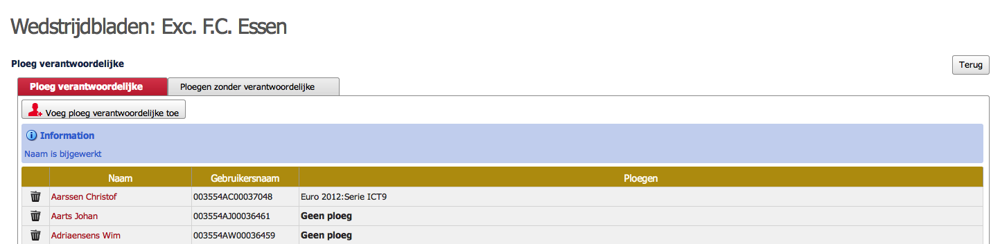 Wedstrijdbladen: Exc. F.C. Essen
Ploeg verantwoordelijke
Terug
Ploeg verantwoordelijke Ploegen zonder verantwoordelijke
Voeg ploeg verantwoordelijke toe
Information
Naam is bijgewerkt
Naam Gebruikersnaam Ploegen
Aarssen Christof 003554AC00037048 Euro 2012:Serie ICT9
Aarts Johan 003554AJ00036461 Geen ploeg
Adriaensens Wim 003554AW00036459 Geen ploeg